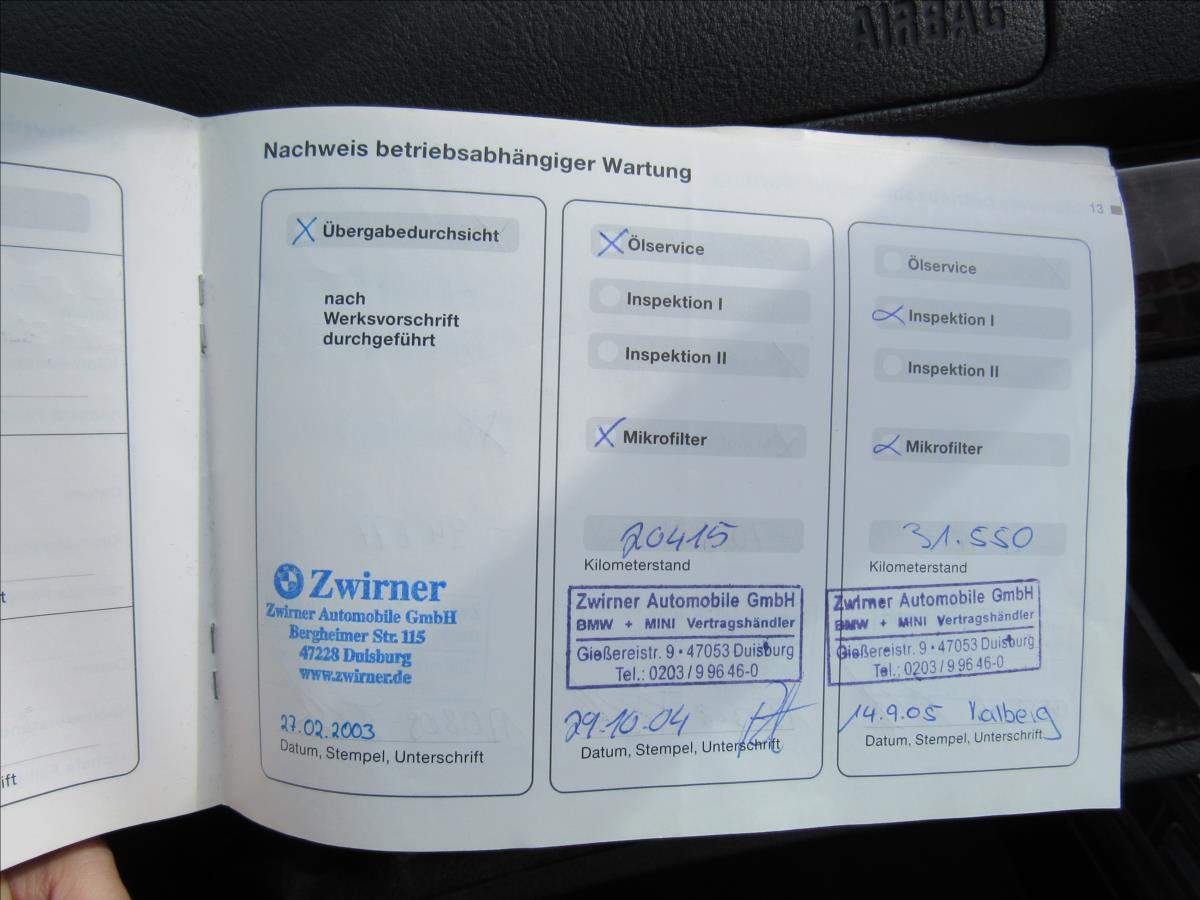 AIRBAG
Nachweis betriebsabhängiger Wartung
13
X Übergabedurchsicht
nach
Werksvorschrift
durchgeführt
Zwirner
Zwirner Automobile GmbH
Bergheimer Str. 115
47228 Duisburg
www.zwirner.de
27.02.2003
Datum, Stempel, Unterschrift
X Ölservice
Inspektion I
Inspektion II
X Mikrofilter
20415
Kilometerstand
Zwirner Automobile GmbH
BMW + MINI Vertragshändler
Gießereistr. 9 • 47053 Duisburg
Tel.: 0203 / 9 96 46-0
29.10.04
Datum, Stempel, Unterschrift
Ölservice
X Inspektion I
Inspektion II
X Mikrofilter
31.550
Kilometerstand
Zwirner Automobile GmbH
BMW + MINI Vertragshändler
Gießereistr. 9 • 47053 Duisburg
Tel.: 0203 / 9 96 46-0
14.9.05
Datum, Stempel, Unterschrift
t
ift